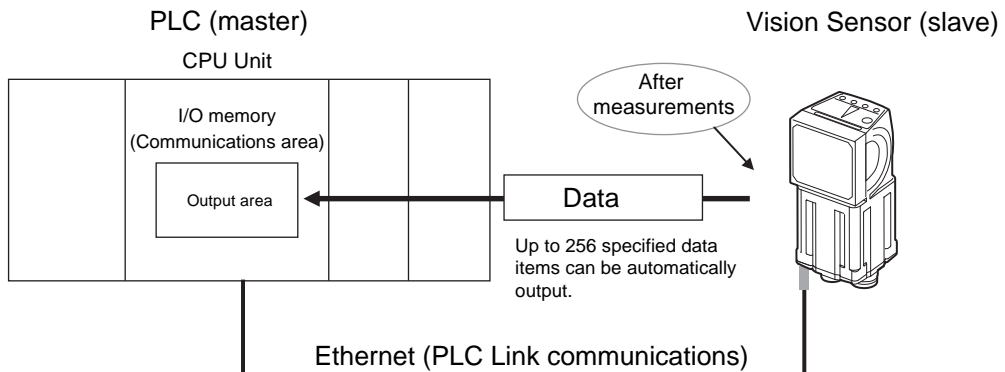 PLC (master)
Vision Sensor (slave)
CPU Unit
I/O memory
(Communications area)
Output area
After
measurements
Data
Up to 256 specified data
items can be automatically
output.
Ethernet (PLC Link communications)